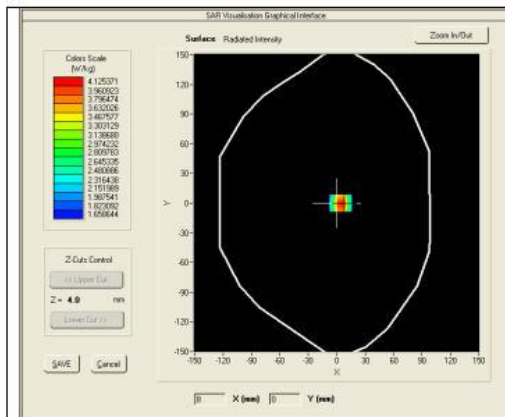 SAR Visualisation Graphical Interface
Surface Radiated Intensity
Zoom In/Out
Colors Scale
(W/kg)
4.125371
3.960923
3.796474
3.632026
3.467577
3.303129
3.138680
2.974232
2.809783
2.645335
2.480886
2.316438
2.151989
1.987541
1.823092
1.658644
150
120
90
60
30
0
-30
-60
-90
-120
-150
Y
-150 -120 -90 -60 -30 0 30 60 90 120 150
X
Z-Cuts Control
<< Upper Cut
Z = 4.0 mm
Lower Cut >>
SAVE Cancel
8 X (mm) 0 Y (mm)